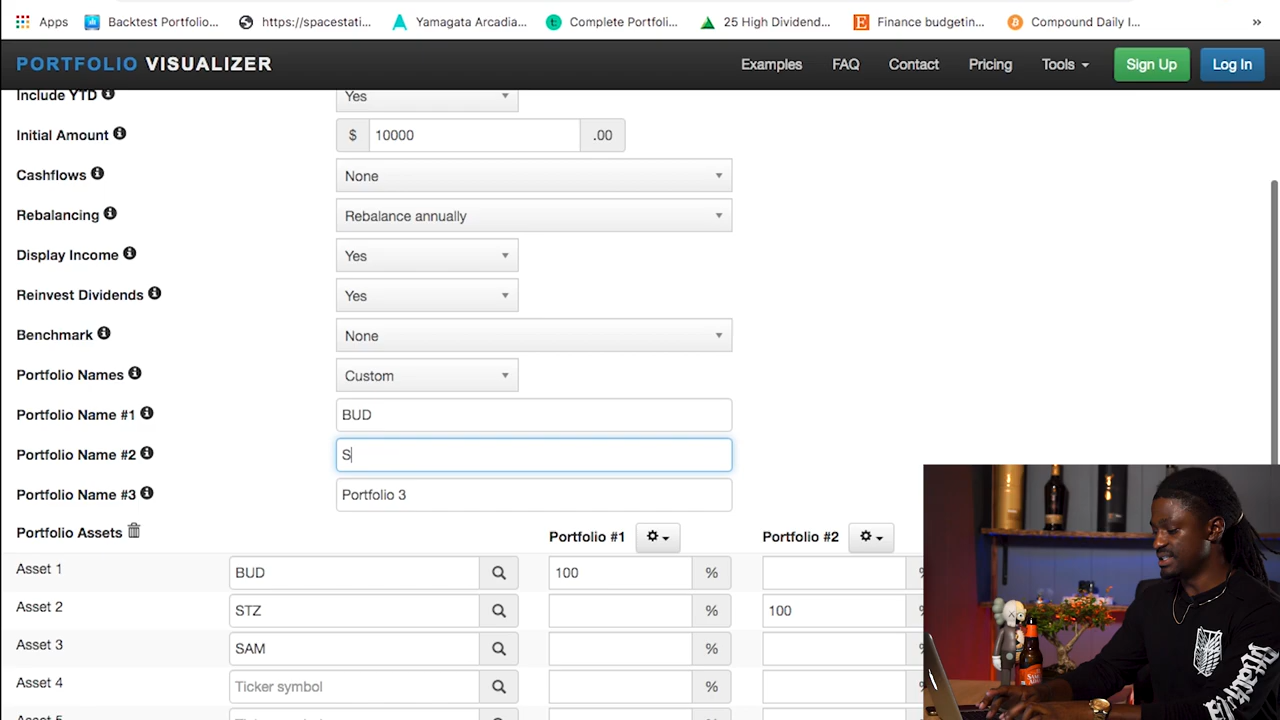 Apps Backtest Portfolio... https://spacestati... Yamagata Arcadia... Complete Portfoli... 25 High Dividend... Finance budgetin... Compound Daily I... »
PORTFOLIO VISUALIZER Examples FAQ Contact Pricing Tools Sign Up Log In
Include YTD Yes
Initial Amount $ 10000 .00
Cashflows None
Rebalancing Rebalance annually
Display Income Yes
Reinvest Dividends Yes
Benchmark None
Portfolio Names Custom
Portfolio Name #1 BUD
Portfolio Name #2 S
Portfolio Name #3 Portfolio 3
Portfolio Assets Portfolio #1 Portfolio #2
Asset 1 BUD 100 %
Asset 2 STZ % 100
Asset 3 SAM %
Asset 4 Ticker symbol %